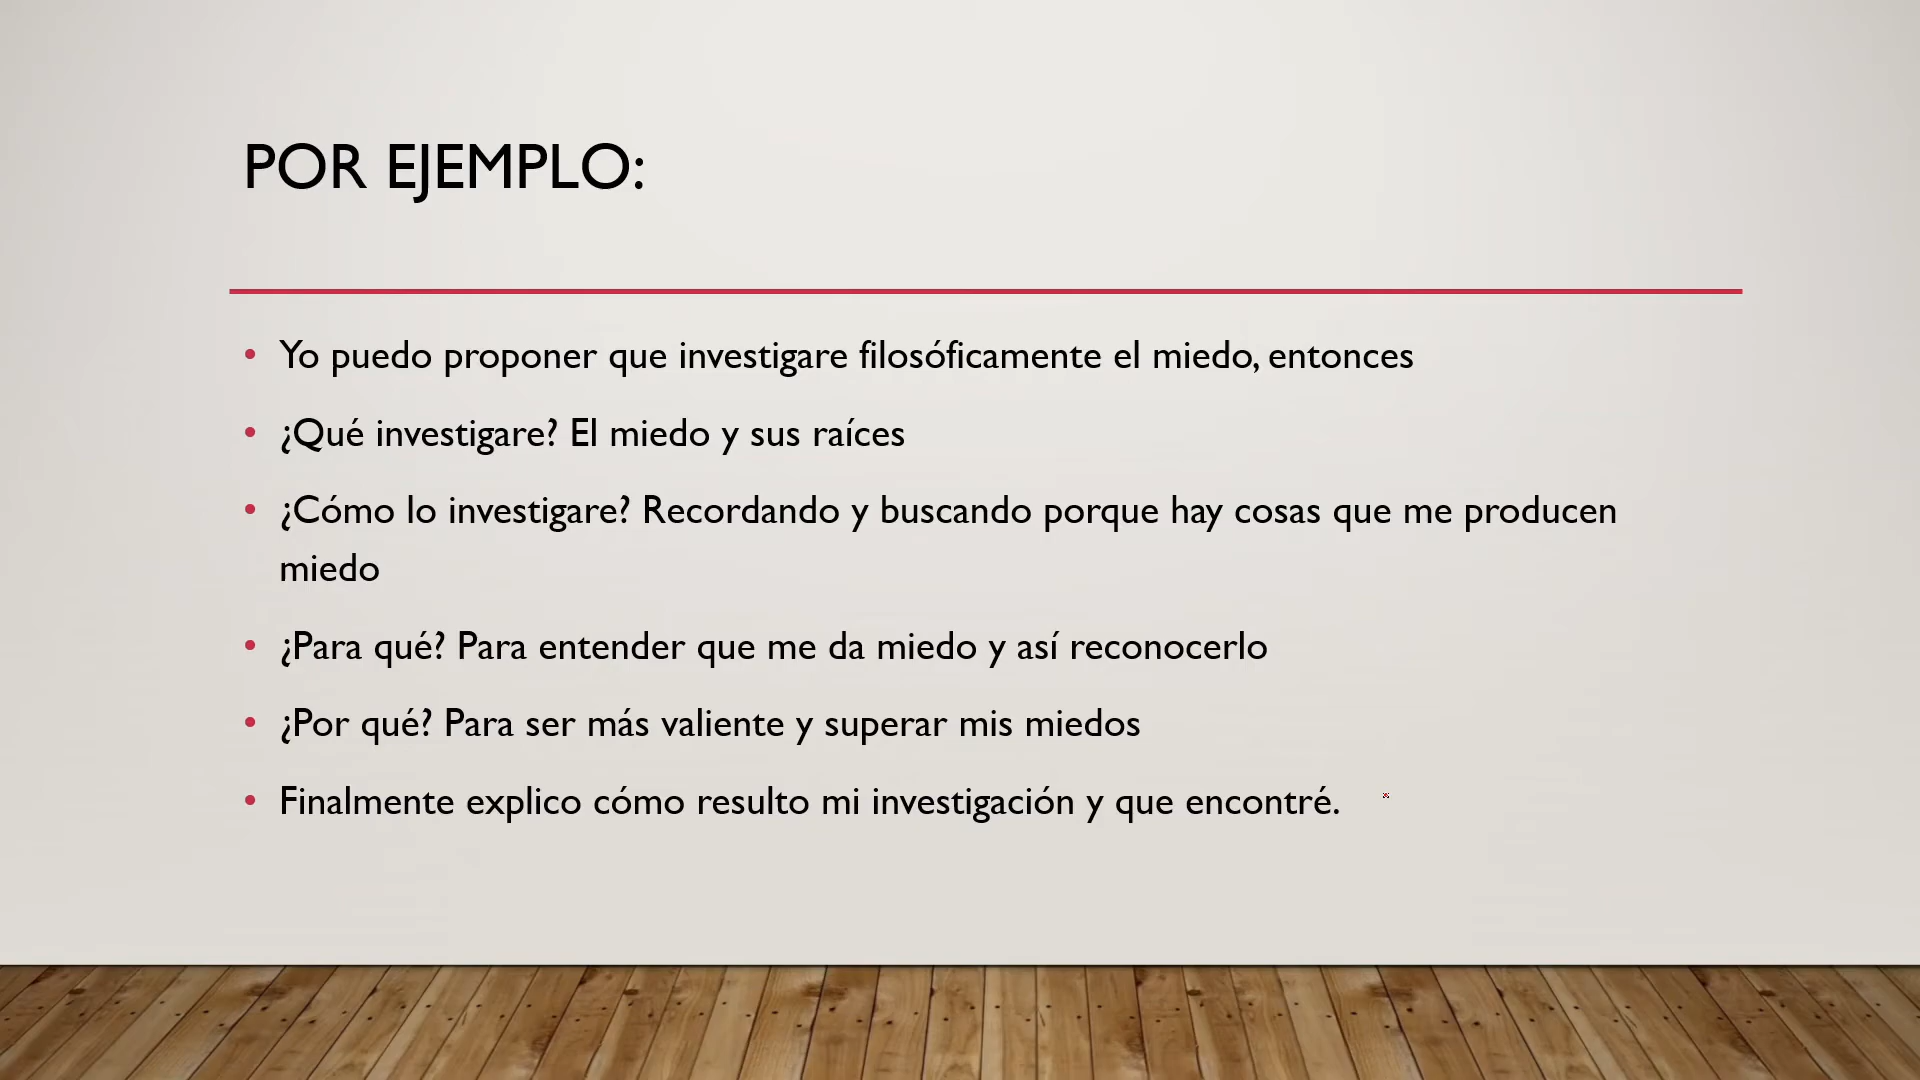 POR EJEMPLO:
• Yo puedo proponer que investigare filosóficamente el miedo, entonces
• ¿Qué investigare? El miedo y sus raíces
• ¿Cómo lo investigare? Recordando y buscando porque hay cosas que me producen
miedo
• ¿Para qué? Para entender que me da miedo y así reconocerlo
• ¿Por qué? Para ser más valiente y superar mis miedos
• Finalmente explico cómo resulto mi investigación y que encontré.